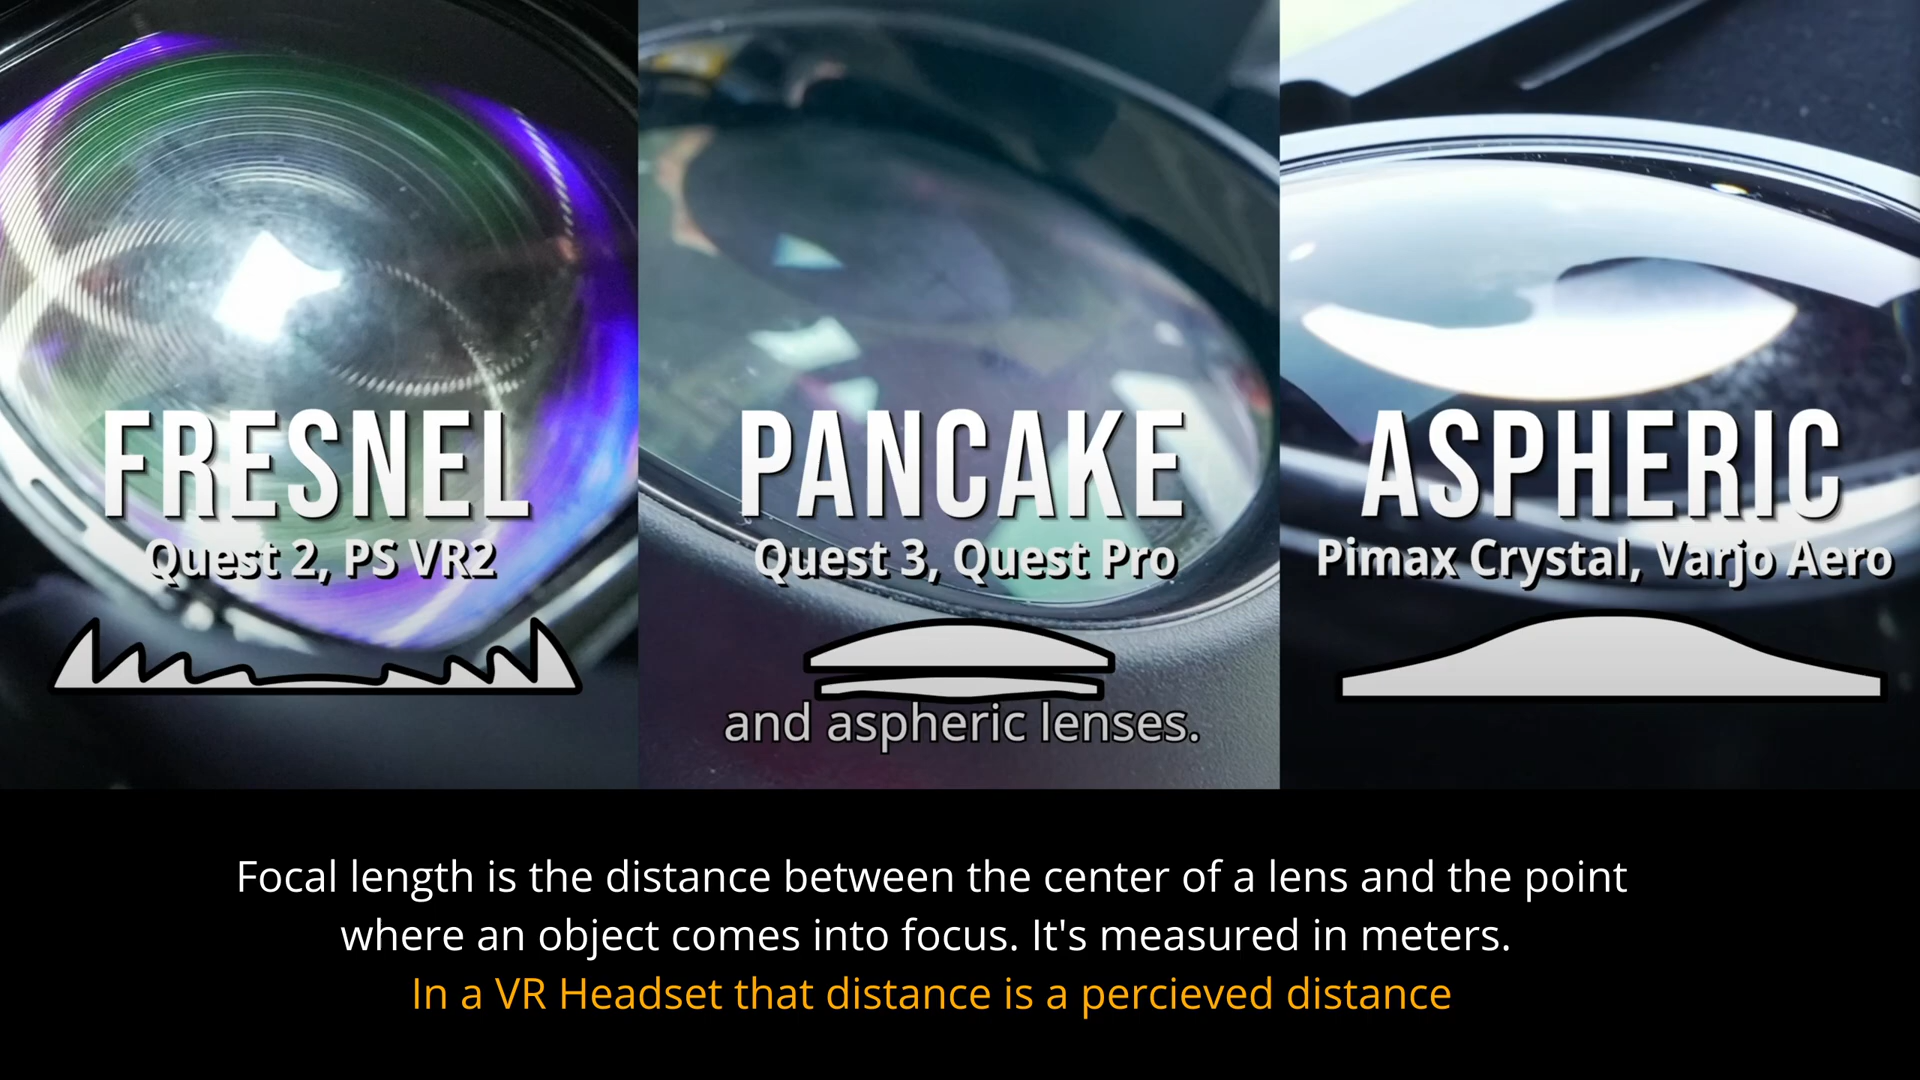 FRESNEL
Quest 2, PS VR2
PANCAKE
Quest 3, Quest Pro
ASPHERIC
Pimax Crystal, Varjo Aero
and aspheric lenses.
Focal length is the distance between the center of a lens and the point
where an object comes into focus. It's measured in meters.
In a VR Headset that distance is a percieved distance